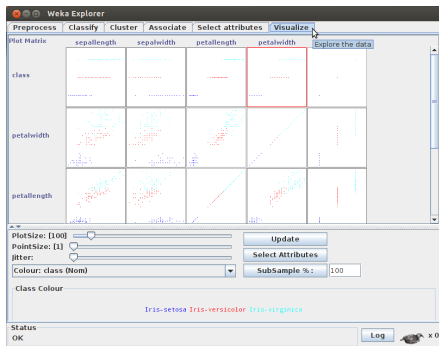 Weka Explorer
Preprocess Classify Cluster Associate Select attributes Visualize
Plot Matrix sepallength sepalwidth petallength petalwidth
Explore the data
class
petalwidth
petallength
PlotSize: [100]
PointSize: [1]
Jitter:
Update
Select Attributes
Colour: class (Nom)
SubSample % :
100
Class Colour
Iris-setosa Iris-versicolor Iris-virginica
Status
OK
Log
x 0